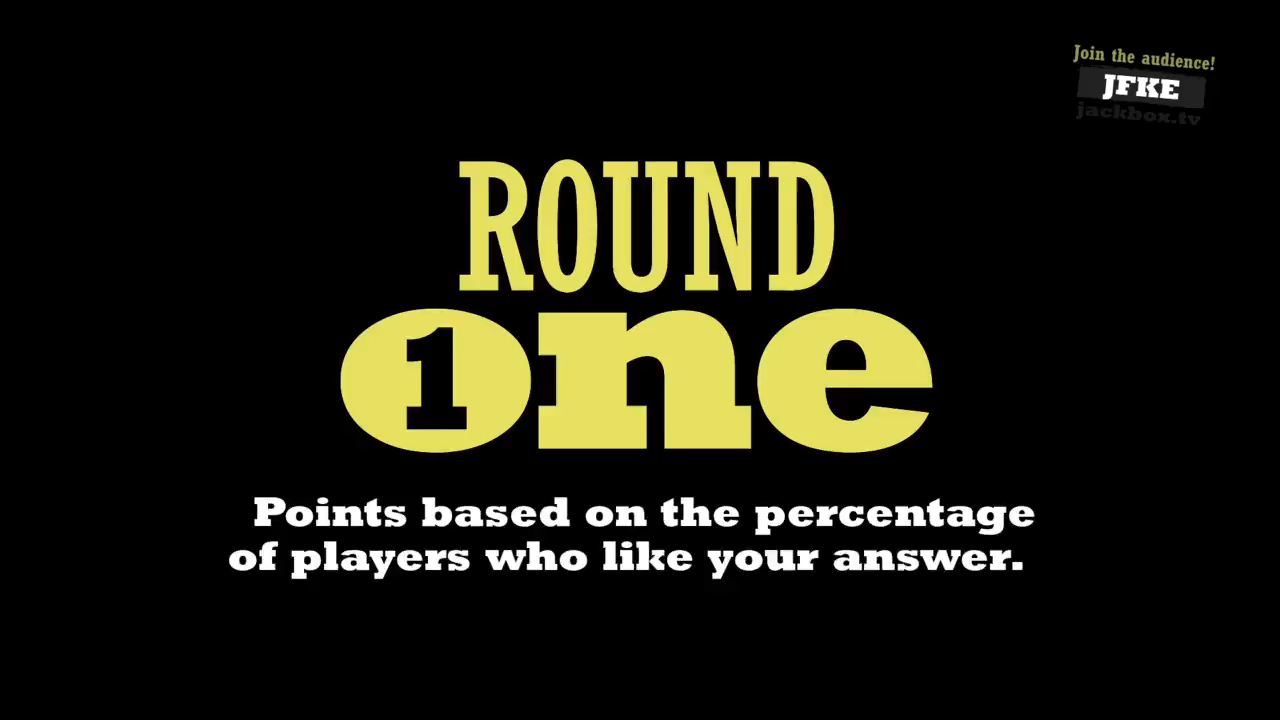 Join the audience!
JFKE
jackbox.tv
ROUND
1ne
Points based on the percentage
of players who like your answer.